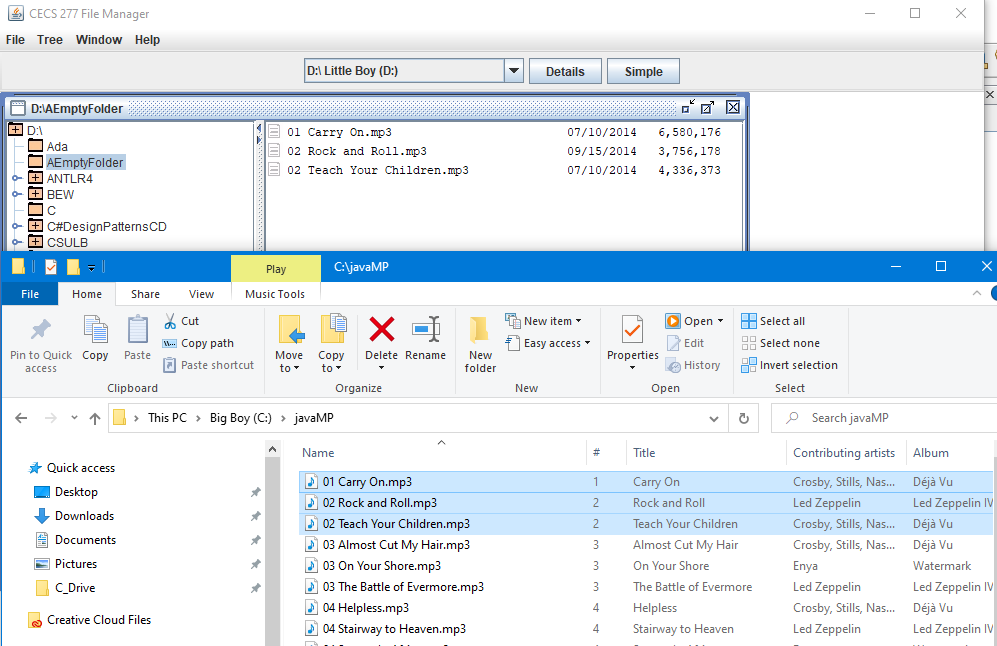 CECS 277 File Manager
File Tree Window Help
D:\ Little Boy (D:) Details Simple
D:\AEmptyFolder
D:\
Ada
AEmptyFolder
ANTLR4
BEW
C
C#DesignPatternsCD
CSULB
01 Carry On.mp3 07/10/2014 6,580,176
02 Rock and Roll.mp3 09/15/2014 3,756,178
02 Teach Your Children.mp3 07/10/2014 4,336,373
Play C:\javaMP
File Home Share View Music Tools
Pin to Quick access
Copy
Paste
Cut
Copy path
Paste shortcut
Clipboard
Move to
Copy to
Delete
Rename
Organize
New folder
New item
Easy access
New
Properties
Open
Edit
History
Open
Select all
Select none
Invert selection
Select
This PC Big Boy (C:) javaMP Search javaMP
Quick access
Desktop
Downloads
Documents
Pictures
C_Drive
Creative Cloud Files
Name # Title Contributing artists Album
01 Carry On.mp3 1 Carry On Crosby, Stills, Nas... Déjà Vu
02 Rock and Roll.mp3 2 Rock and Roll Led Zeppelin Led Zeppelin IV
02 Teach Your Children.mp3 2 Teach Your Children Crosby, Stills, Nas... Déjà Vu
03 Almost Cut My Hair.mp3 3 Almost Cut My Hair Crosby, Stills, Nas... Déjà Vu
03 On Your Shore.mp3 3 On Your Shore Enya Watermark
03 The Battle of Evermore.mp3 3 The Battle of Evermore Led Zeppelin Led Zeppelin IV
04 Helpless.mp3 4 Helpless Crosby, Stills, Nas... Déjà Vu
04 Stairway to Heaven.mp3 4 Stairway to Heaven Led Zeppelin Led Zeppelin IV